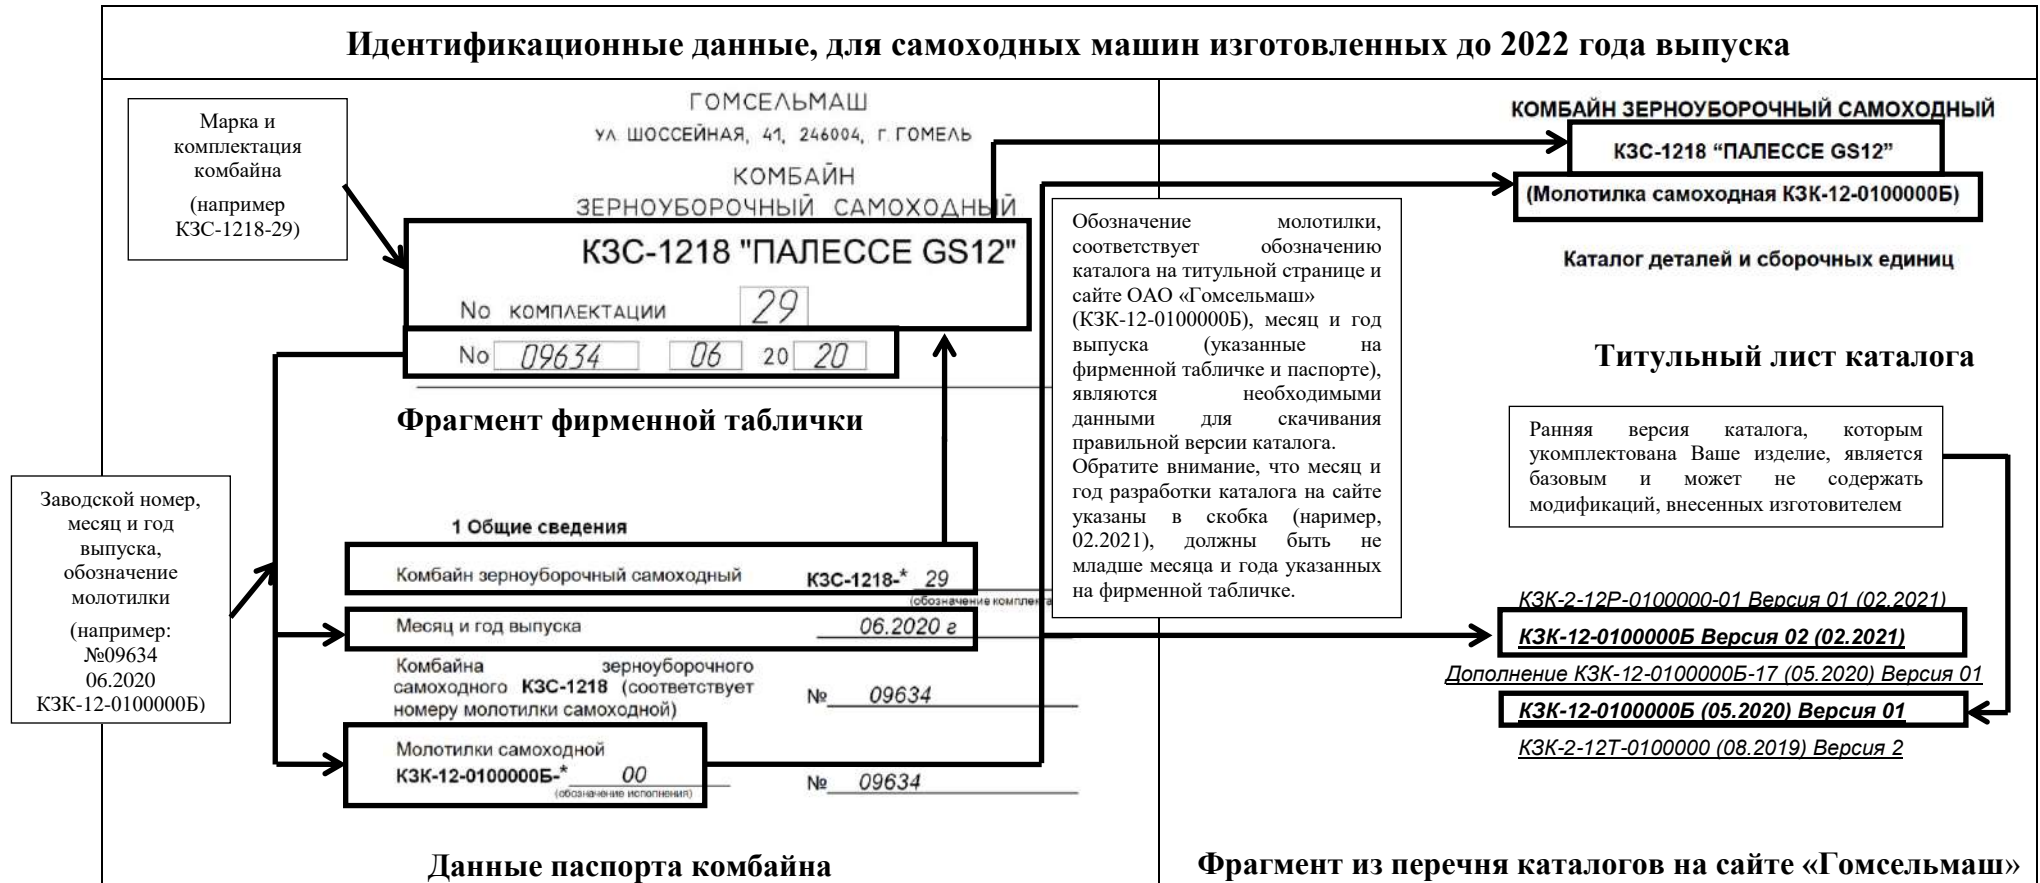 Идентификационные данные, для самоходных машин изготовленных до 2022 года выпуска
Марка и
комплектация
комбайна
(например
КЗС-1218-29)
ГОМСЕЛЬМАШ
УЛ. ШОССЕЙНАЯ, 41, 246004, Г. ГОМЕЛЬ
КОМБАЙН
ЗЕРНОУБОРОЧНЫЙ САМОХОДНЫЙ
КЗС-1218 "ПАЛЕССЕ GS12"
No КОМПЛЕКТАЦИИ 29
No 09634 06 20 20
Фрагмент фирменной таблички
Заводской номер,
месяц и год
выпуска,
обозначение
молотилки
(например:
№09634
06.2020
КЗК-12-0100000Б)
1 Общие сведения
Комбайн зерноуборочный самоходный КЗС-1218-* 29
(обозначение компле
Месяц и год выпуска 06.2020 г
Комбайна зерноуборочного
самоходного КЗС-1218 (соответствует
номеру молотилки самоходной) № 09634
Молотилки самоходной
КЗК-12-0100000Б-* 00 № 09634
(обозначение исполнения)
Данные паспорта комбайна
Обозначение молотилки,
соответствует обозначению
каталога на титульной странице и
сайте ОАО «Гомсельмаш»
(КЗК-12-0100000Б), месяц и год
выпуска (указанные на
фирменной табличке и паспорте),
являются необходимыми
данными для скачивания
правильной версии каталога.
Обратите внимание, что месяц и
год разработки каталога на сайте
указаны в скобка (наример,
02.2021), должны быть не
младше месяца и года указанных
на фирменной табличке.
КОМБАЙН ЗЕРНОУБОРОЧНЫЙ САМОХОДНЫЙ
КЗС-1218 “ПАЛЕССЕ GS12”
(Молотилка самоходная КЗК-12-0100000Б)
Каталог деталей и сборочных единиц
Титульный лист каталога
Ранняя версия каталога, которым
укомплектована Ваше изделие, является
базовым и может не содержать
модификаций, внесенных изготовителем
КЗК-2-12Р-0100000-01 Версия 01 (02.2021)
КЗК-12-0100000Б Версия 02 (02.2021)
Дополнение КЗК-12-0100000Б-17 (05.2020) Версия 01
КЗК-12-0100000Б (05.2020) Версия 01
КЗК-2-12Т-0100000 (08.2019) Версия 2
Фрагмент из перечня каталогов на сайте «Гомсельмаш»